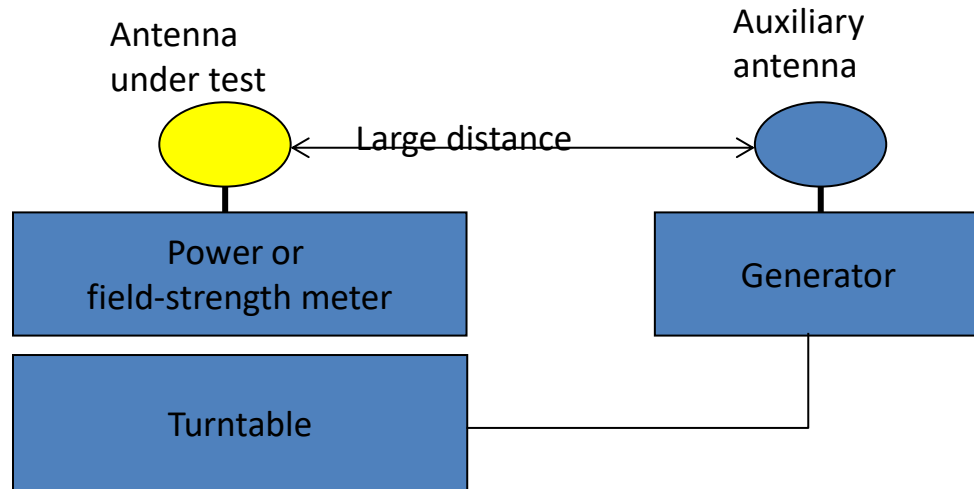 Antenna
under test
Auxiliary
antenna
Large distance
Power or
field-strength meter
Generator
Turntable